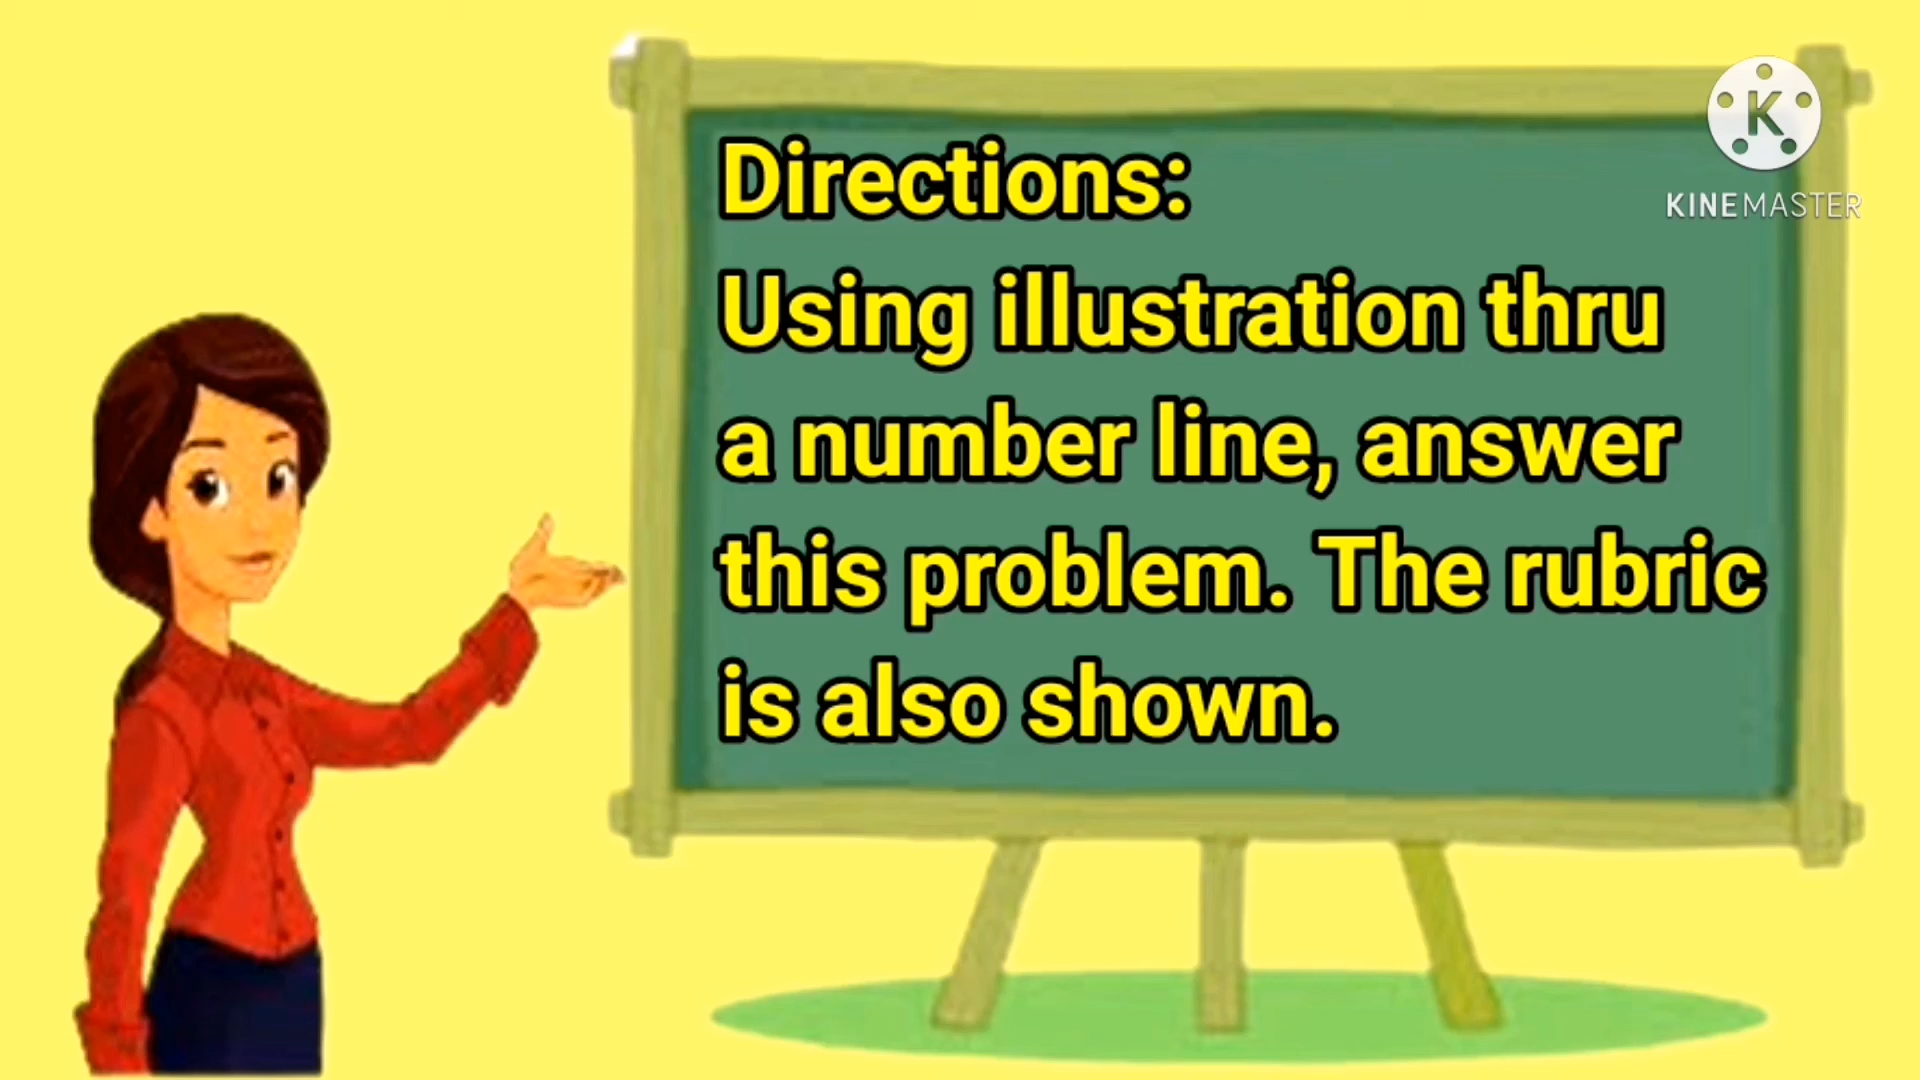 Directions:
Using illustration thru
a number line, answer
this problem. The rubric
is also shown.
K
KINEMASTER